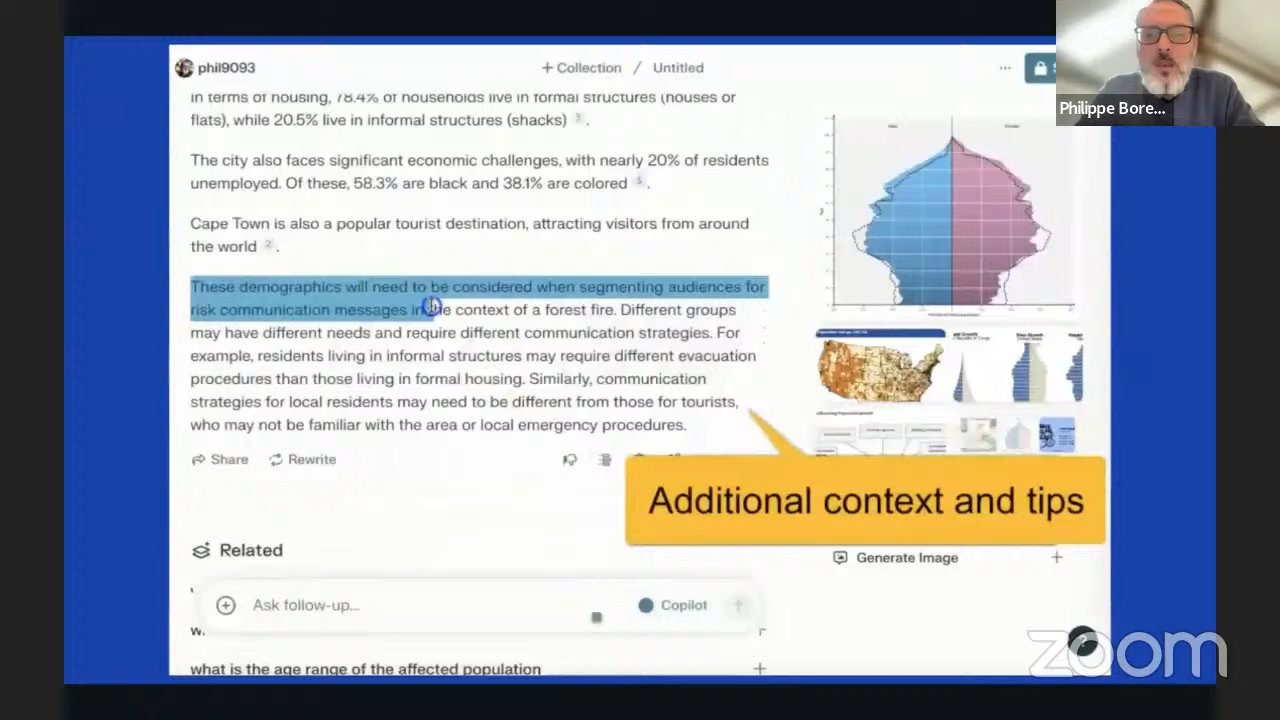 phil9093
+ Collection / Untitled
...
Philippe Bore...
In terms of housing, 78.4% of households live in formal structures (houses or
flats), while 20.5% live in informal structures (shacks) 3 .
The city also faces significant economic challenges, with nearly 20% of residents
unemployed. Of these, 58.3% are black and 38.1% are colored 3 .
Cape Town is also a popular tourist destination, attracting visitors from around
the world 2 .
These demographics will need to be considered when segmenting audiences for
risk communication messages in the context of a forest fire. Different groups
may have different needs and require different communication strategies. For
example, residents living in informal structures may require different evacuation
procedures than those living in formal housing. Similarly, communication
strategies for local residents may need to be different from those for tourists,
who may not be familiar with the area or local emergency procedures.
Share Rewrite
Additional context and tips
Related
Generate Image +
+ Ask follow-up... Copilot
what is the age range of the affected population +
zoom